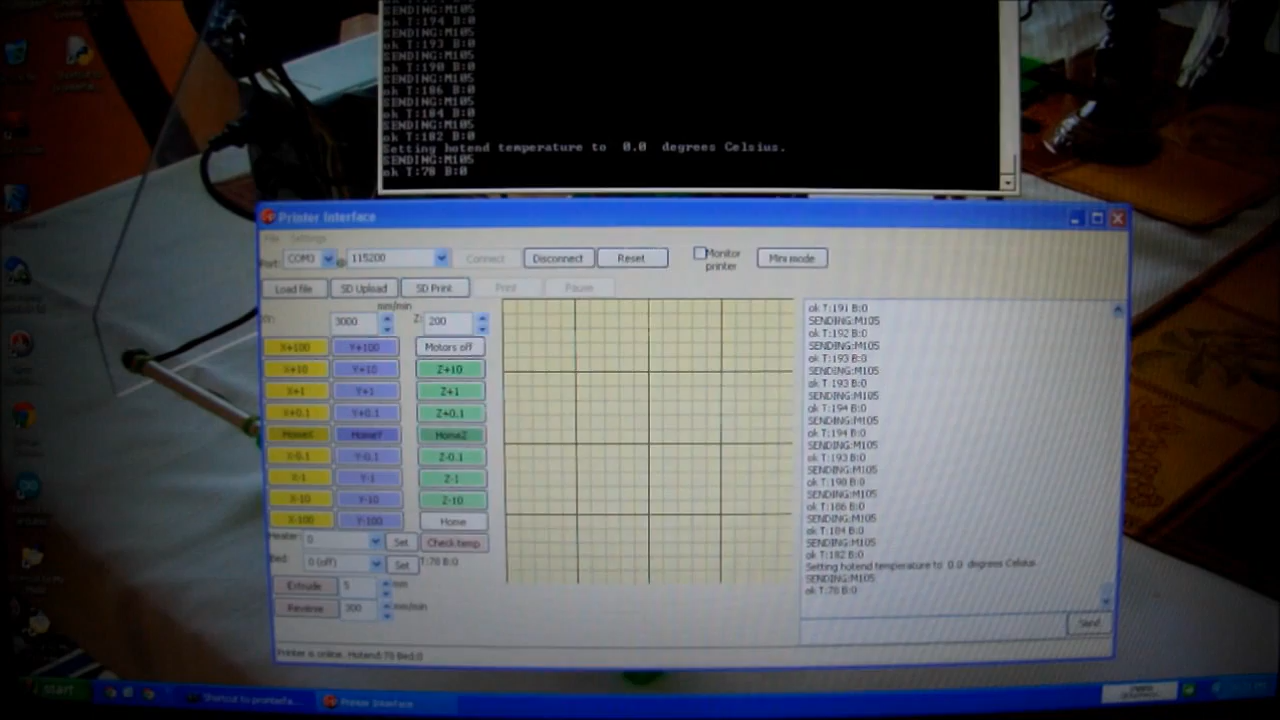 SENDING:M105
ok T:194 B:0
SENDING:M105
ok T:193 B:0
SENDING:M105
ok T:190 B:0
SENDING:M105
ok T:186 B:0
SENDING:M105
ok T:184 B:0
SENDING:M105
ok T:182 B:0
Setting hotend temperature to 0.0 degrees Celsius.
SENDING:M105
ok T:78 B:0
Printer Interface
File Settings
Port: COM3 @ 115200 Connect Disconnect Reset Monitor printer Mini mode
Load file SD Upload SD Print Print Pause
mm/min
3000 Z: 200
X+100 Y+100 Motors off
X+10 Y+10 Z+10
X+1 Y+1 Z+1
X+0.1 Y+0.1 Z+0.1
HomeX HomeY HomeZ
X-0.1 Y-0.1 Z-0.1
X-1 Y-1 Z-1
X-10 Y-10 Z-10
X-100 Y-100 Home
Heater: 0 Set Check temp
Bed: 0 (off) Set T:78 B:0
Extrude 5 mm
Reverse 300 mm/min
ok T:191 B:0
SENDING:M105
ok T:192 B:0
SENDING:M105
ok T:193 B:0
SENDING:M105
ok T:193 B:0
SENDING:M105
ok T:194 B:0
SENDING:M105
ok T:194 B:0
SENDING:M105
ok T:193 B:0
SENDING:M105
ok T:190 B:0
SENDING:M105
ok T:186 B:0
SENDING:M105
ok T:184 B:0
SENDING:M105
ok T:182 B:0
Setting hotend temperature to 0.0 degrees Celsius.
SENDING:M105
ok T:78 B:0
Send
Printer is online. Hotend:78 Bed:0
start
Shortcut to pronterfa...
Printer Interface